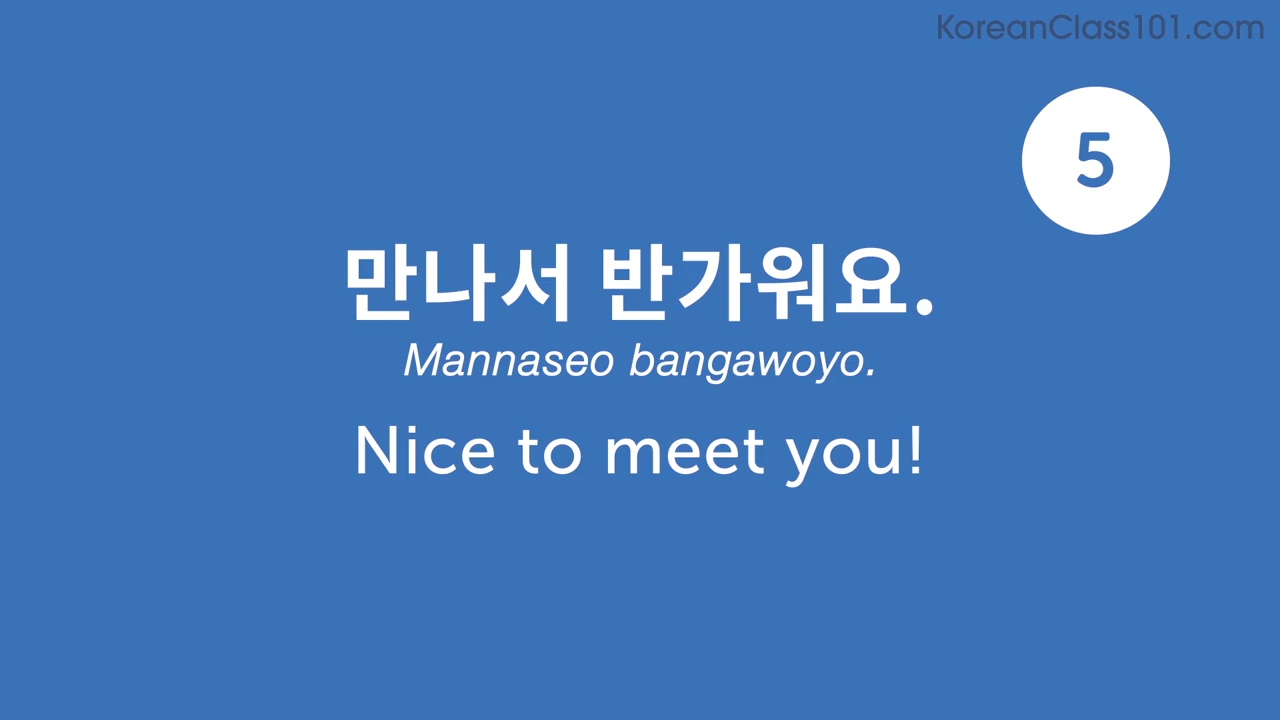 KoreanClass101.com
5
만나서 반가워요.
Mannaseo bangawoyo.
Nice to meet you!